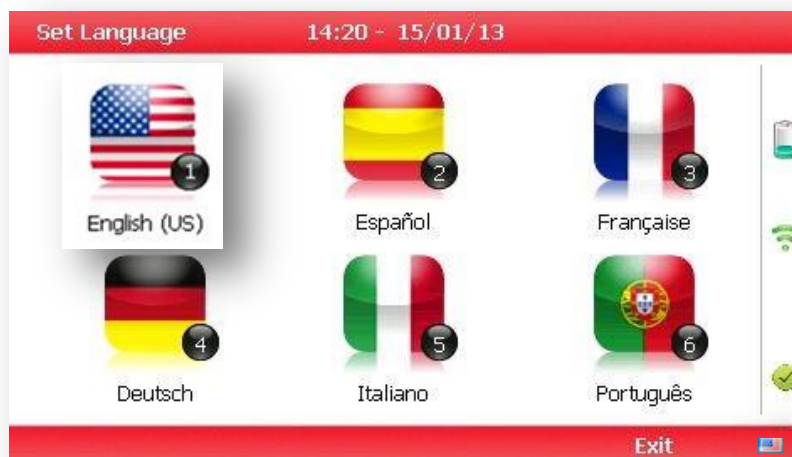 Set Language 14:20 - 15/01/13
1 2 3
English (US) Español Française
4 5 6
Deutsch Italiano Português
Exit